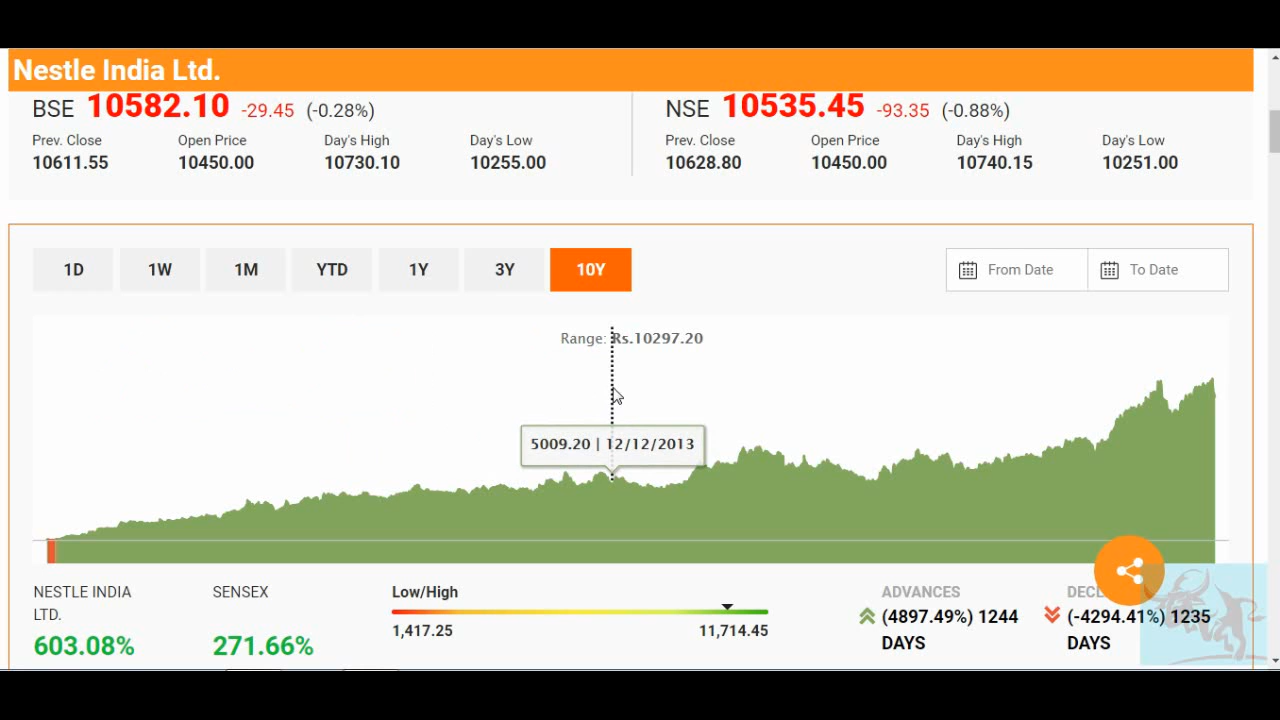 Nestle India Ltd.
BSE 10582.10 -29.45 (-0.28%)
Prev. Close Open Price Day's High Day's Low
10611.55 10450.00 10730.10 10255.00
NSE 10535.45 -93.35 (-0.88%)
Prev. Close Open Price Day's High Day's Low
10628.80 10450.00 10740.15 10251.00
1D 1W 1M YTD 1Y 3Y 10Y
From Date To Date
Range: Rs.10297.20
5009.20 | 12/12/2013
NESTLE INDIA
LTD.
603.08%
SENSEX
271.66%
Low/High
1,417.25 11,714.45
ADVANCES
(4897.49%) 1244
DAYS
(-4294.41%) 1235
DAYS